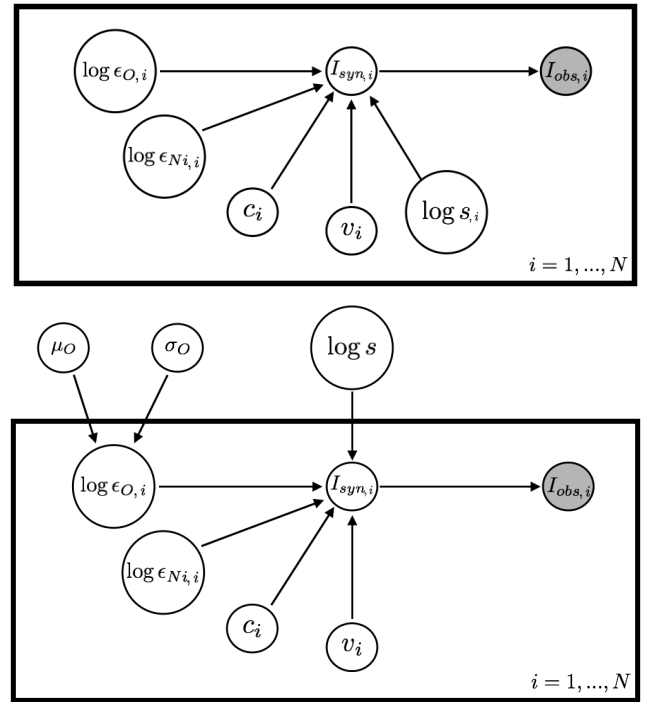 log ϵ_{O, i}
I_{syn,i}
I_{obs,i}
log ϵ_{Ni, i}
c_i
v_i
log s_{,i}
i = 1, ..., N
μ_O
σ_O
log s
log ϵ_{O, i}
I_{syn,i}
I_{obs,i}
log ϵ_{Ni, i}
c_i
v_i
i = 1, ..., N